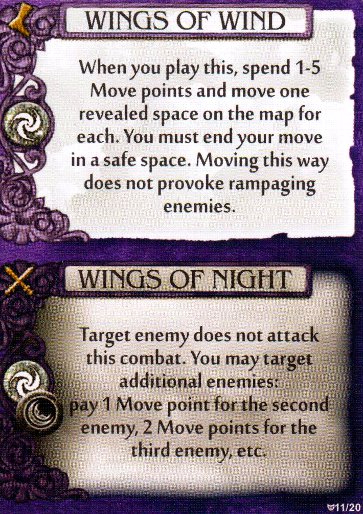 WINGS OF WIND
When you play this, spend 1-5
Move points and move one
revealed space on the map for
each. You must end your move
in a safe space. Moving this way
does not provoke rampaging
enemies.
WINGS OF NIGHT
Target enemy does not attack
this combat. You may target
additional enemies:
pay 1 Move point for the second
enemy, 2 Move points for the
third enemy, etc.
11/20